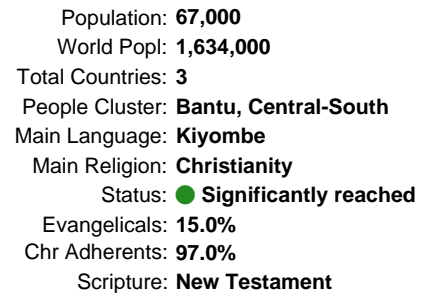 Population: 67,000
World Popl: 1,634,000
Total Countries: 3
People Cluster: Bantu, Central-South
Main Language: Kiyombe
Main Religion: Christianity
Status: Significantly reached
Evangelicals: 15.0%
Chr Adherents: 97.0%
Scripture: New Testament